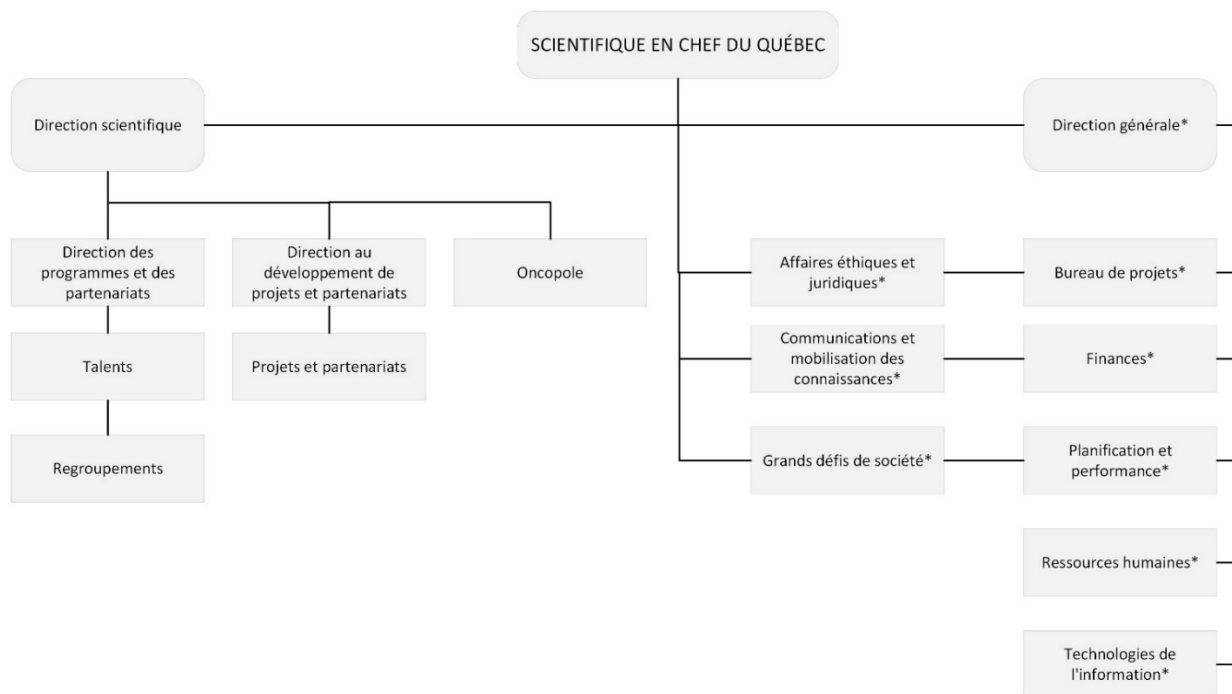 SCIENTIFIQUE EN CHEF DU QUÉBEC
Direction scientifique
Direction générale*
Direction des
programmes et des
partenariats
Direction au
développement de
projets et partenariats
Oncopole
Affaires éthiques et
juridiques*
Bureau de projets*
Talents
Projets et partenariats
Communications et
mobilisation des
connaissances*
Finances*
Regroupements
Grands défis de société*
Planification et
performance*
Ressources humaines*
Technologies de
l'information*